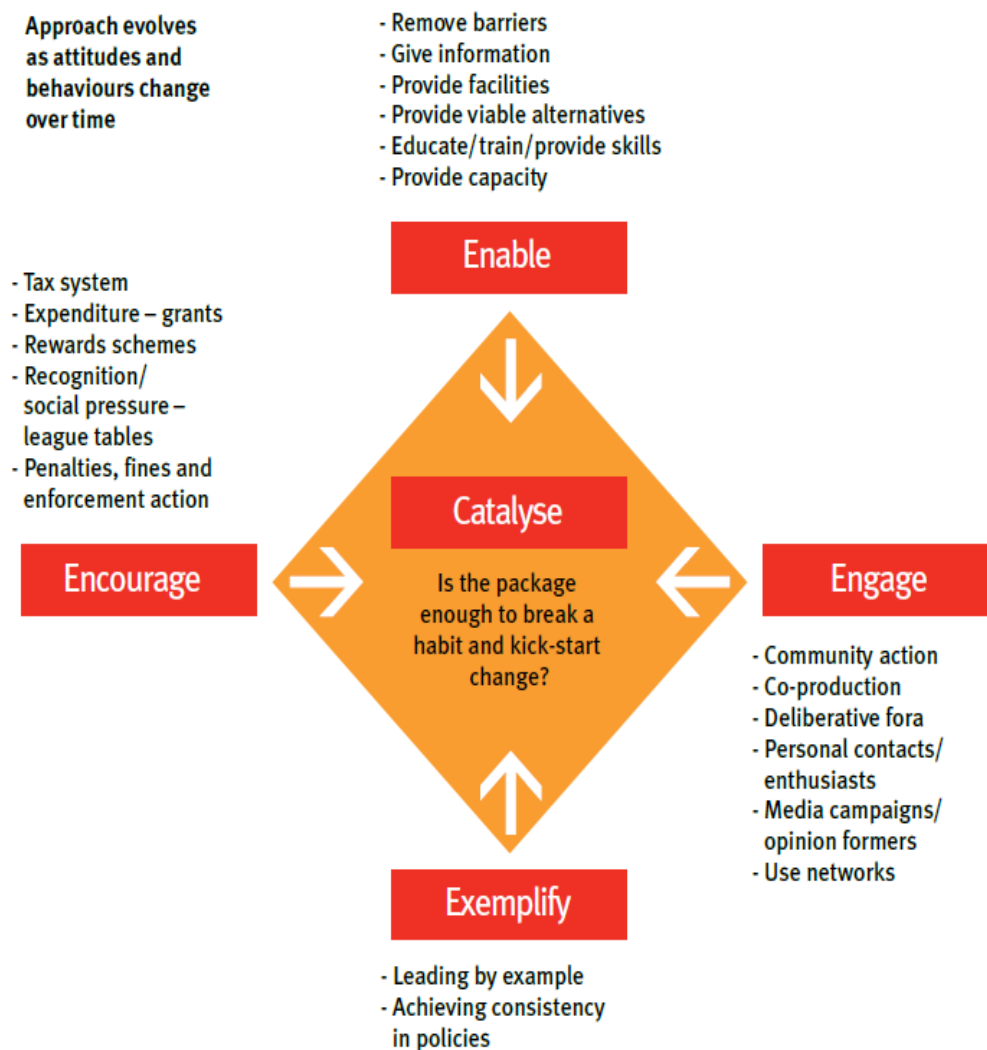 Approach evolves
as attitudes and
behaviours change
over time
- Remove barriers
- Give information
- Provide facilities
- Provide viable alternatives
- Educate/train/provide skills
- Provide capacity
Enable
- Tax system
- Expenditure – grants
- Rewards schemes
- Recognition/
social pressure –
league tables
- Penalties, fines and
enforcement action
Encourage
Catalyse
Is the package
enough to break a
habit and kick-start
change?
Engage
- Community action
- Co-production
- Deliberative fora
- Personal contacts/
enthusiasts
- Media campaigns/
opinion formers
- Use networks
Exemplify
- Leading by example
- Achieving consistency
in policies